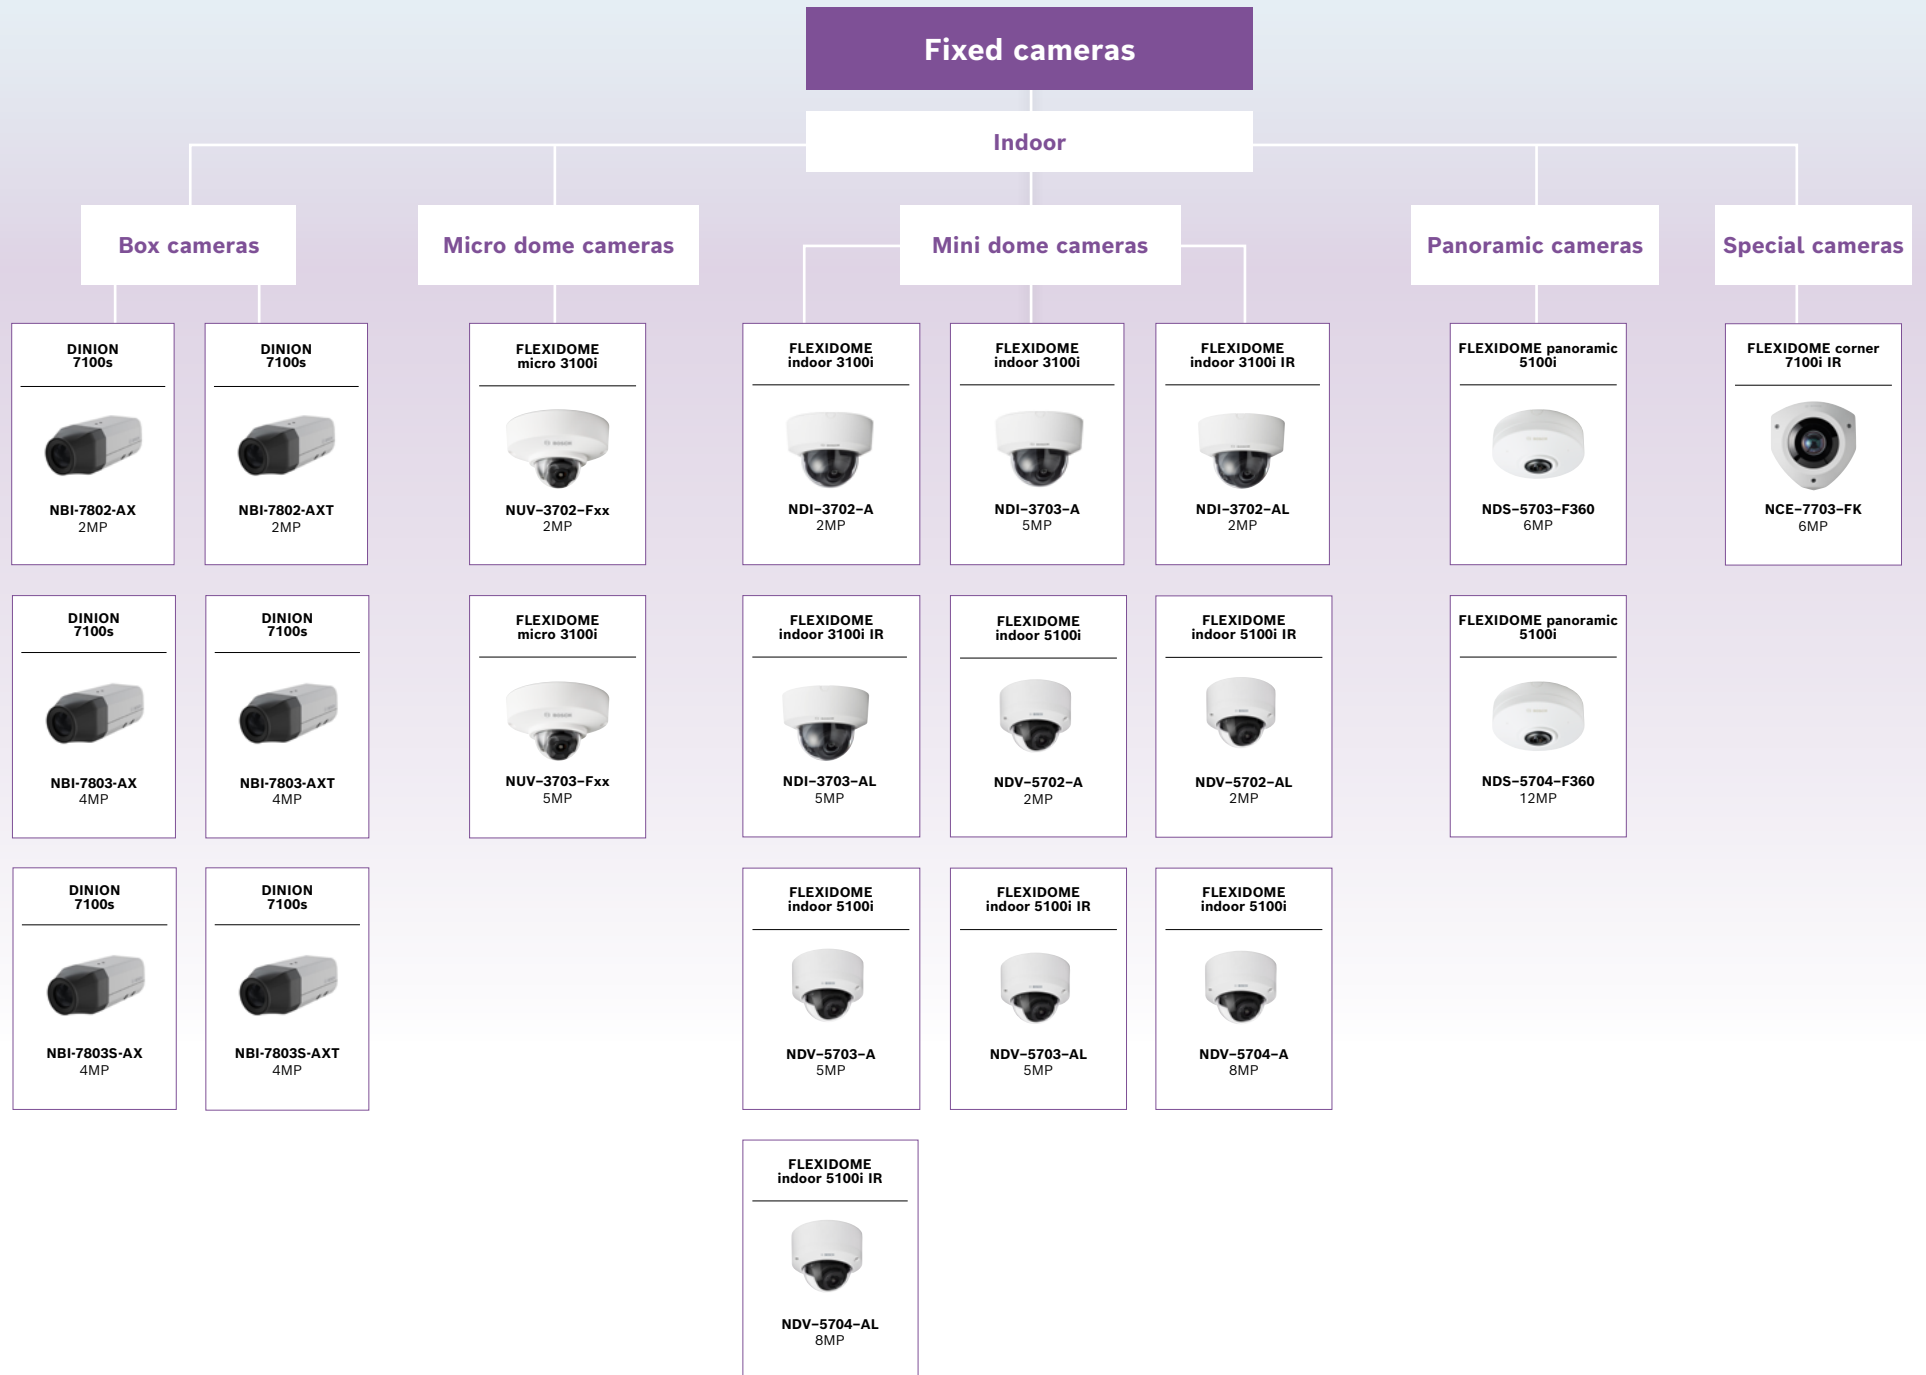 Fixed cameras
Indoor
Box cameras
Micro dome cameras
Mini dome cameras
Panoramic cameras
Special cameras
DINION
7100s
NBI-7802-AX
2MP
DINION
7100s
NBI-7802-AXT
2MP
FLEXIDOME
micro 3100i
NUV–3702–Fxx
2MP
FLEXIDOME
indoor 3100i
NDI–3702–A
2MP
FLEXIDOME
indoor 3100i
NDI–3703–A
5MP
FLEXIDOME
indoor 3100i IR
NDI–3702–AL
2MP
FLEXIDOME panoramic
5100i
NDS–5703–F360
6MP
FLEXIDOME corner
7100i IR
NCE–7703–FK
6MP
DINION
7100s
NBI-7803-AX
4MP
DINION
7100s
NBI-7803-AXT
4MP
FLEXIDOME
micro 3100i
NUV–3703–Fxx
5MP
FLEXIDOME
indoor 3100i IR
NDI–3703–AL
5MP
FLEXIDOME
indoor 5100i
NDV–5702–A
2MP
FLEXIDOME
indoor 5100i IR
NDV–5702–AL
2MP
FLEXIDOME panoramic
5100i
NDS–5704–F360
12MP
DINION
7100s
NBI-7803S-AX
4MP
DINION
7100s
NBI-7803S-AXT
4MP
FLEXIDOME
indoor 5100i
NDV–5703–A
5MP
FLEXIDOME
indoor 5100i IR
NDV–5703–AL
5MP
FLEXIDOME
indoor 5100i
NDV–5704–A
8MP
FLEXIDOME
indoor 5100i IR
NDV–5704–AL
8MP